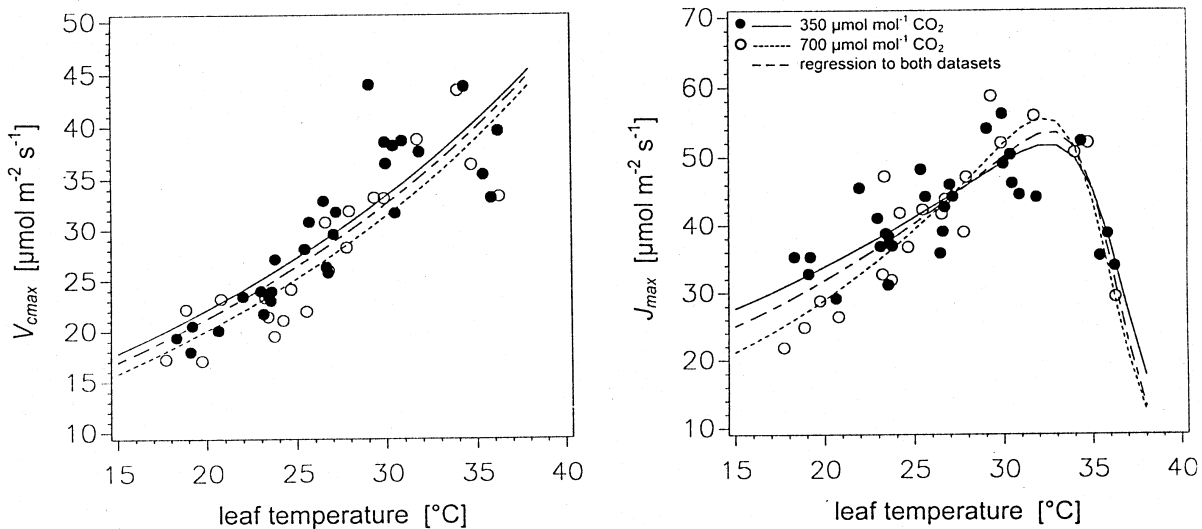 50
45
40
35
30
25
20
15
10
V_cmax [µmol m⁻² s⁻¹]
15 20 25 30 35 40
leaf temperature [°C]
70
60
50
40
30
20
10
J_max [µmol m⁻² s⁻¹]
350 µmol mol⁻¹ CO₂
700 µmol mol⁻¹ CO₂
regression to both datasets
15 20 25 30 35 40
leaf temperature [°C]